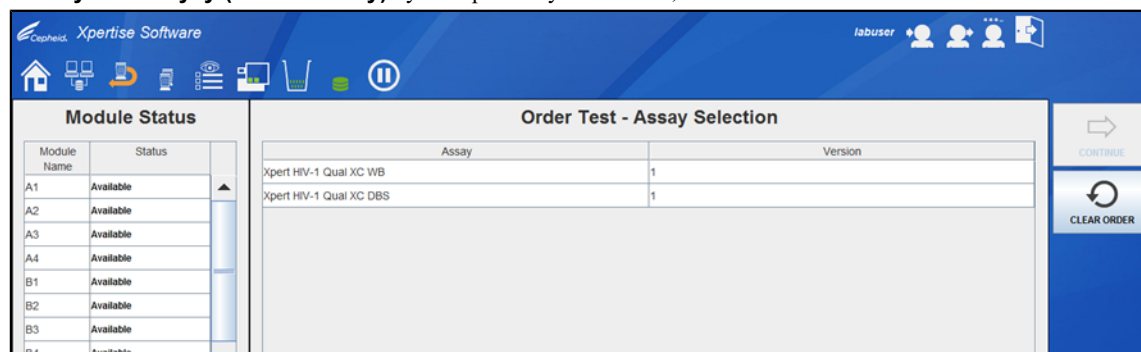 Cepheid. Xpertise Software
labuser
Module Status
Order Test - Assay Selection
Module Name Status
Assay Version
Xpert HIV-1 Qual XC WB 1
Xpert HIV-1 Qual XC DBS 1
A1 Available
A2 Available
A3 Available
A4 Available
B1 Available
B2 Available
B3 Available
CONTINUE
CLEAR ORDER